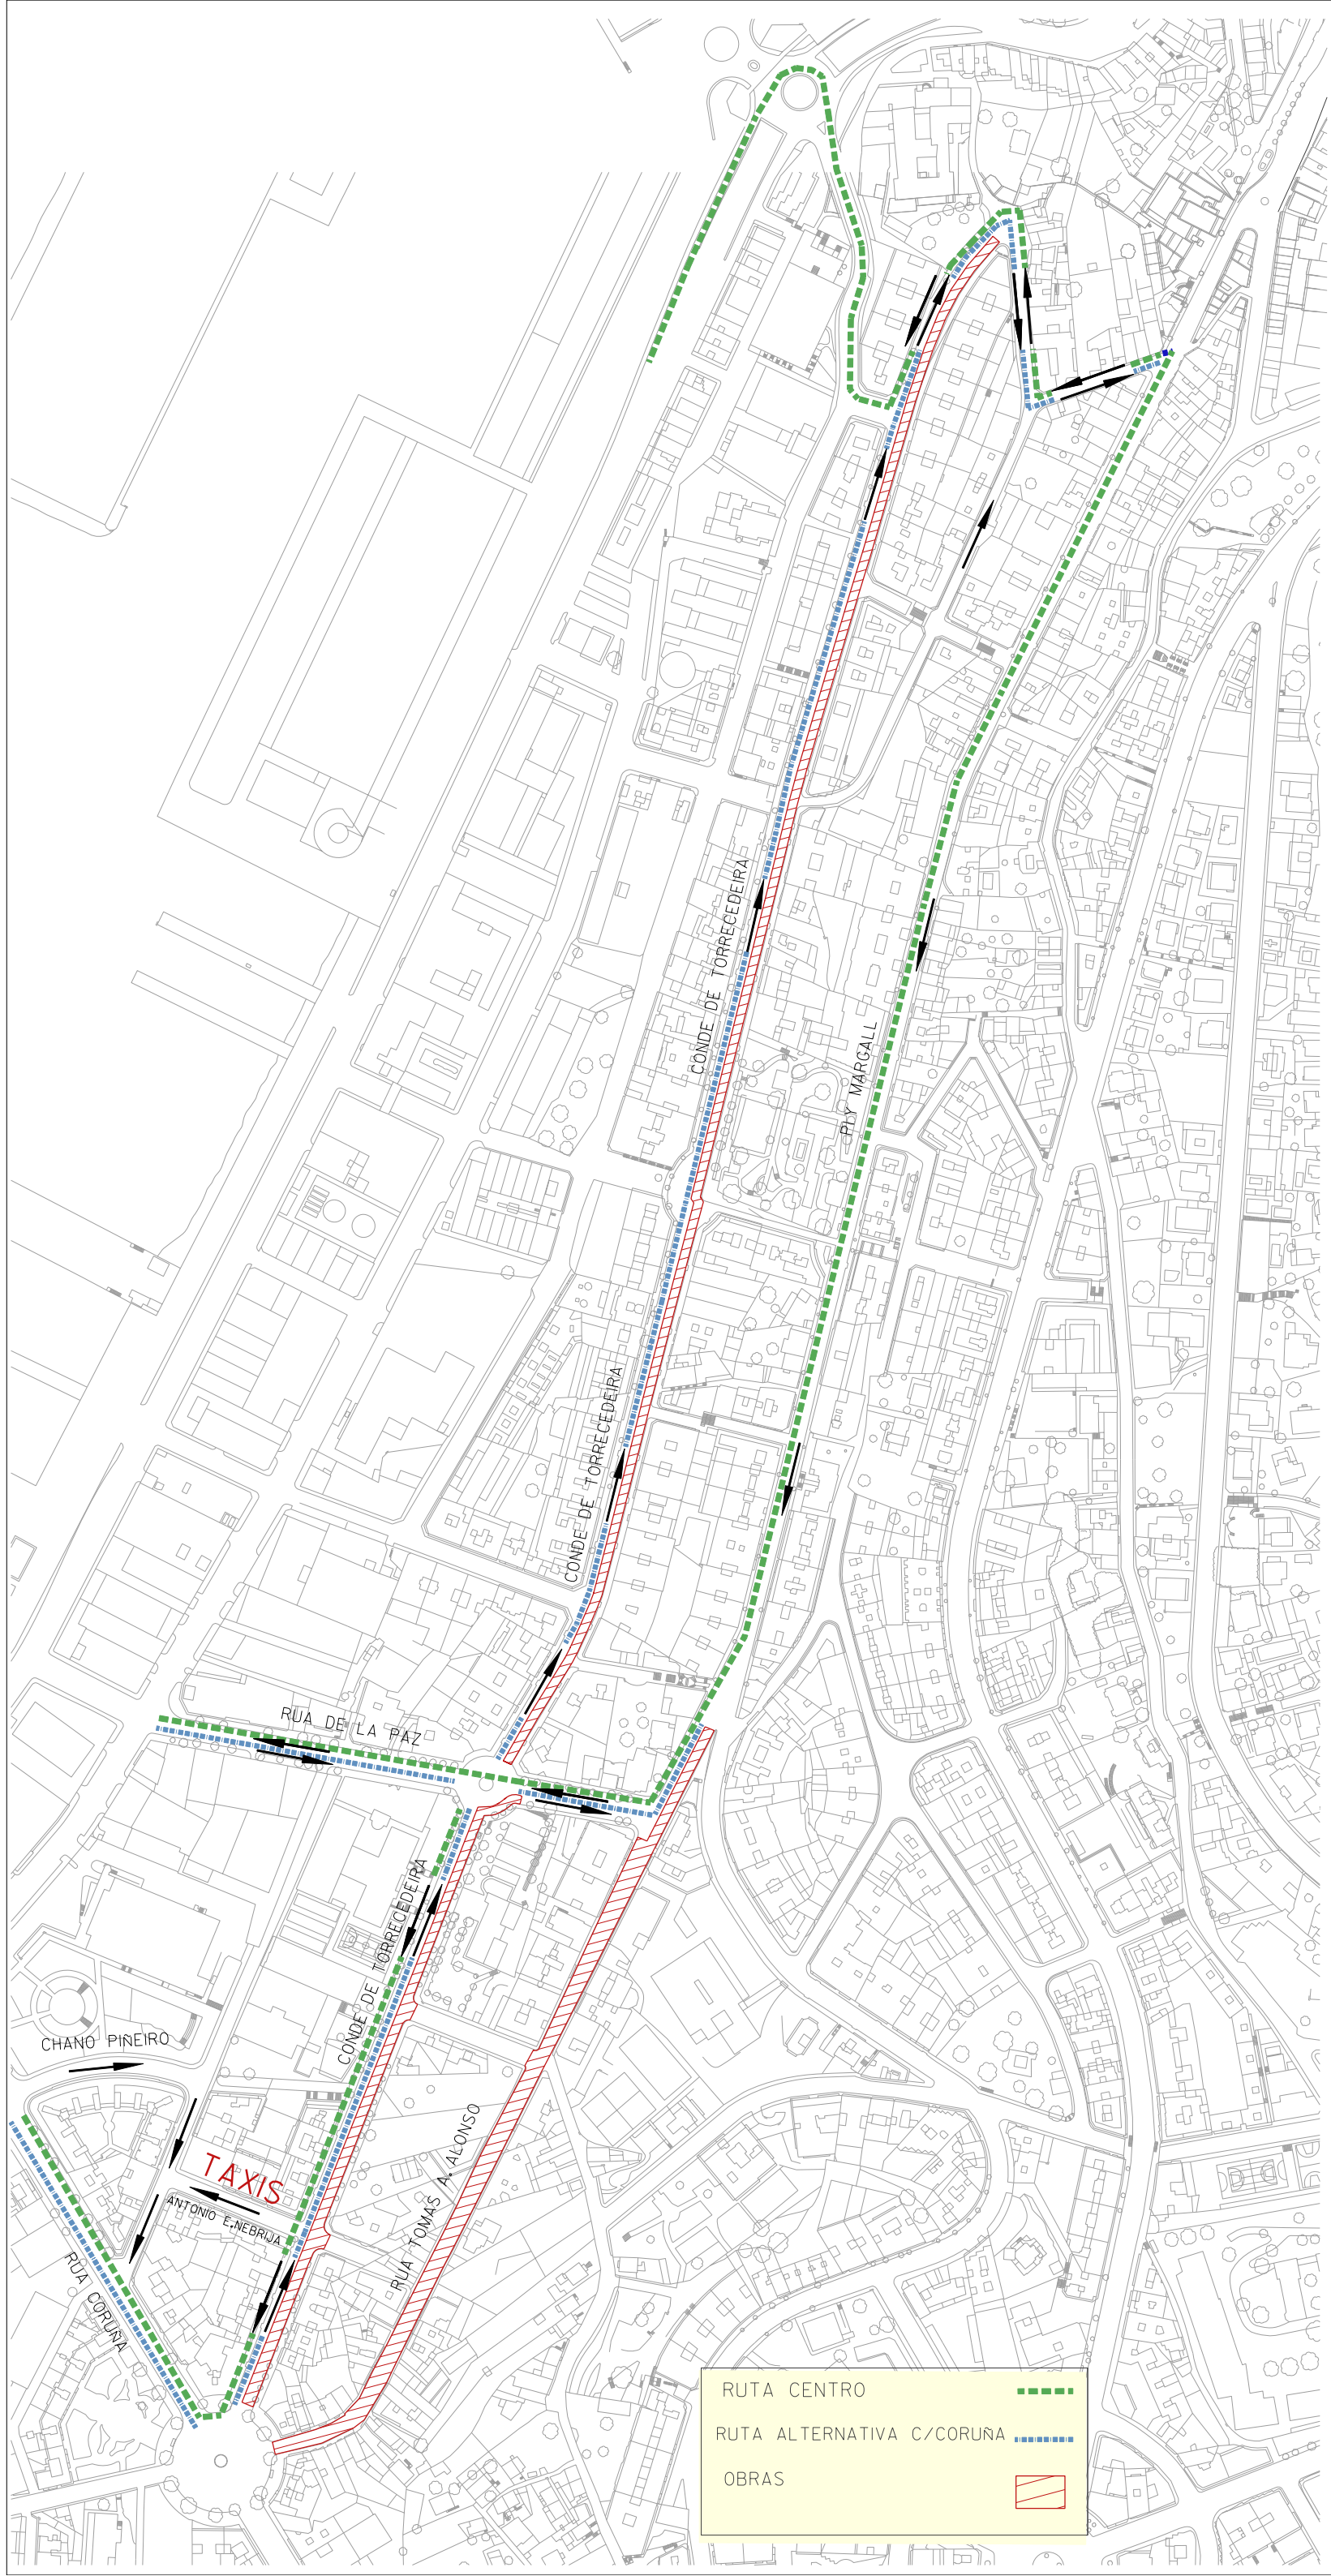 CONDE DE TORRECEDEIRA
PI Y MARGALL
CONDE DE TORRECEDEIRA
RUA DE LA PAZ
CONDE DE TORRECEDEIRA
CHANO PIÑEIRO
RUA TOMAS A. ALONSO
TAXIS
ANTONIO E.NEBRIJA
RUA CORUÑA
RUTA CENTRO
RUTA ALTERNATIVA C/CORUÑA
OBRAS